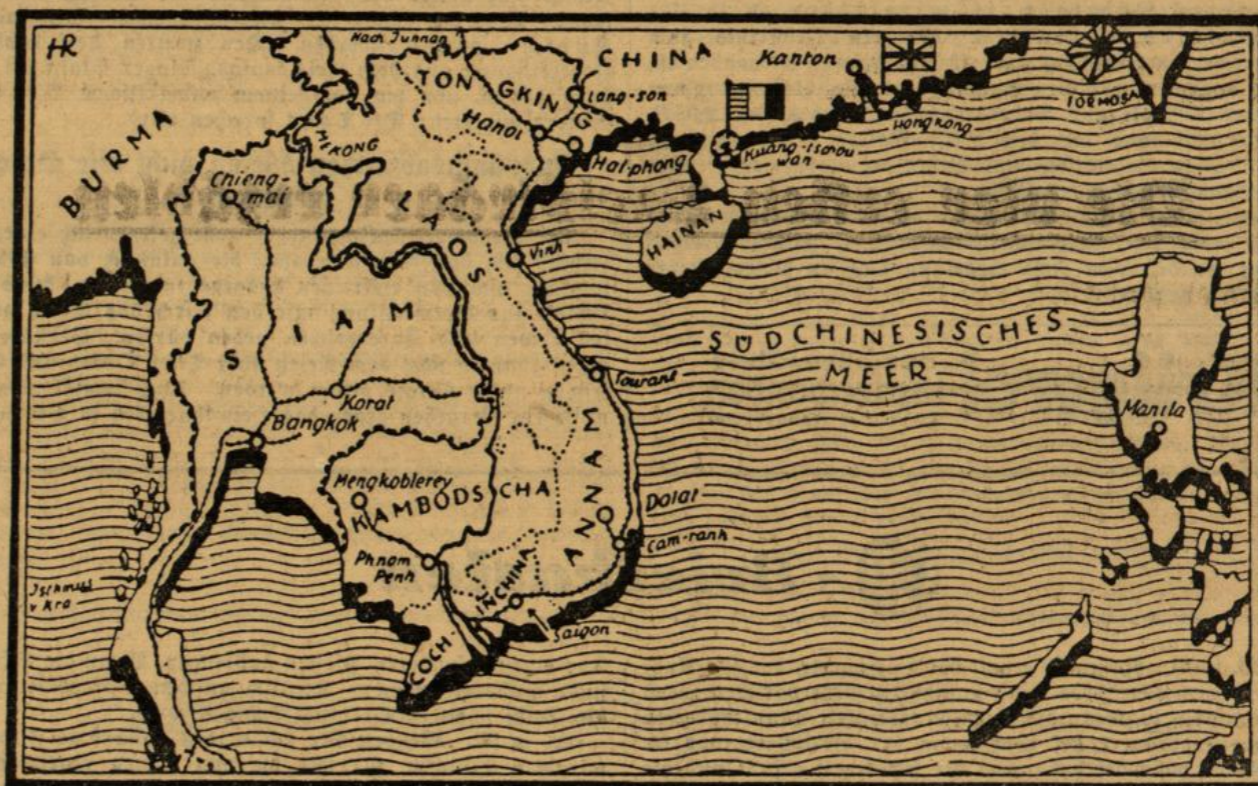 HR
Nach Junnan
BURMA
TONGKING
CHINA
Kanton
FORMOSA
Lang-son
Hongkong
Hanoi
MEKONG
Hai-phong
Kuang-tschou
wan
Chieng-
mai
LAOS
HAINAN
Vinh
SIAM
SÜDCHINESISCHES
MEER
Tourane
Korat
Bangkok
Manila
Mengkoblerey
KAMBODSCHA
ANNAM
Dalat
Cam-ranh
Phnom
Penh
Isthmus
v Kra
COCHINCHINA
Saigon